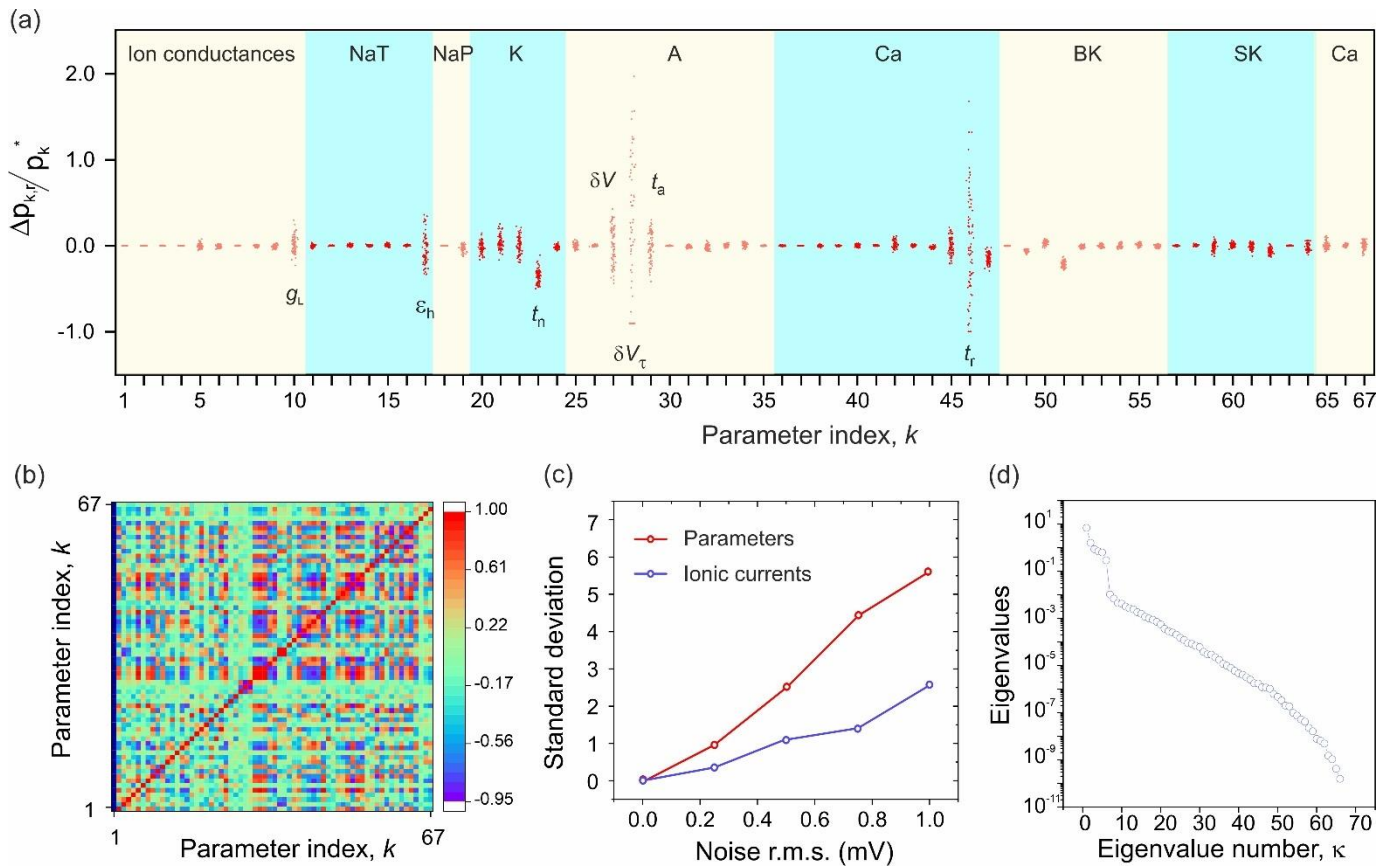 (a)
Ion conductances NaT NaP K A Ca BK SK Ca
2.0
1.0
0.0
-1.0
Δp_{k,r}/p_k^*
δV
t_a
g_L
ε_h
t_n
δV_τ
t_r
1 5 10 15 20 25 30 35 40 45 50 55 60 65 67
Parameter index, k
(b)
67
1
Parameter index, k
1.00
0.61
0.22
-0.17
-0.56
-0.95
1 67
Parameter index, k
(c)
7
6
5
4
3
2
1
0
Standard deviation
Parameters
Ionic currents
0.0 0.2 0.4 0.6 0.8 1.0
Noise r.m.s. (mV)
(d)
10^1
10^-1
10^-3
10^-5
10^-7
10^-9
10^-11
Eigenvalues
0 10 20 30 40 50 60 70
Eigenvalue number, κ